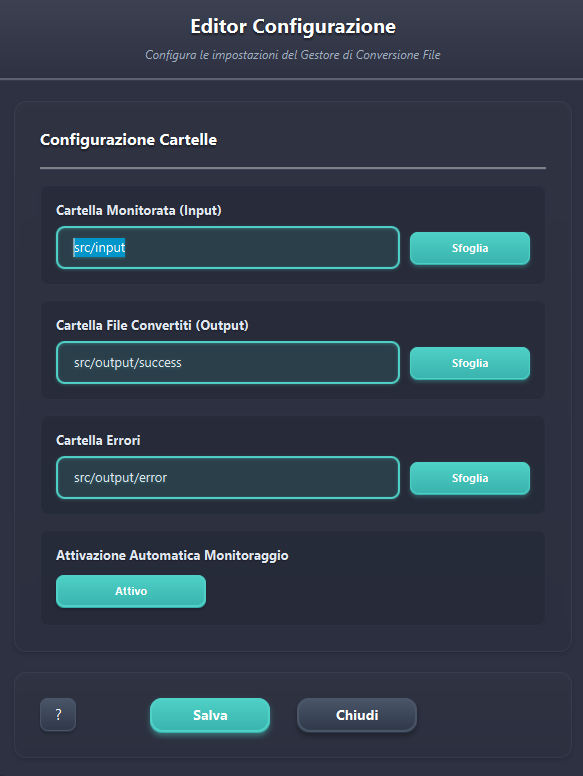 Editor Configurazione
Configura le impostazioni del Gestore di Conversione File
Configurazione Cartelle
Cartella Monitorata (Input)
src/input
Sfoglia
Cartella File Convertiti (Output)
src/output/success
Sfoglia
Cartella Errori
src/output/error
Sfoglia
Attivazione Automatica Monitoraggio
Attivo
?
Salva
Chiudi